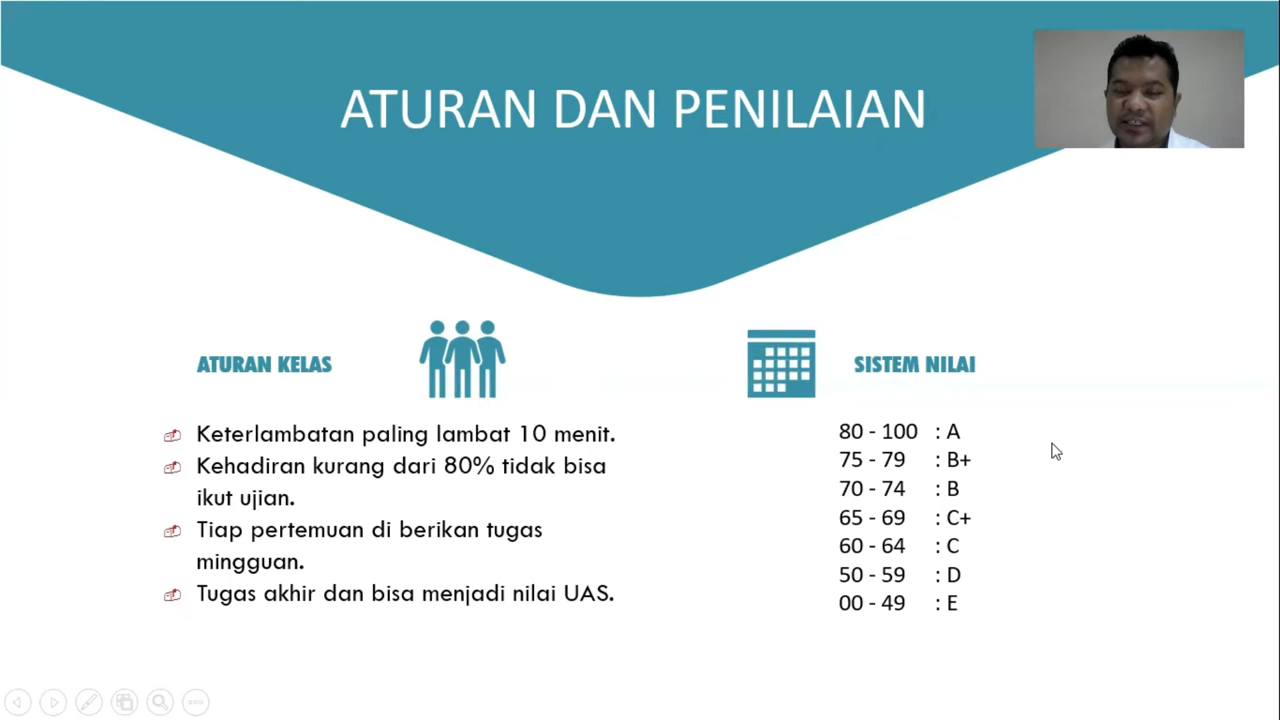 ATURAN DAN PENILAIAN
ATURAN KELAS
Keterlambatan paling lambat 10 menit.
Kehadiran kurang dari 80% tidak bisa
ikut ujian.
Tiap pertemuan di berikan tugas
mingguan.
Tugas akhir dan bisa menjadi nilai UAS.
SISTEM NILAI
80 - 100 : A
75 - 79 : B+
70 - 74 : B
65 - 69 : C+
60 - 64 : C
50 - 59 : D
00 - 49 : E